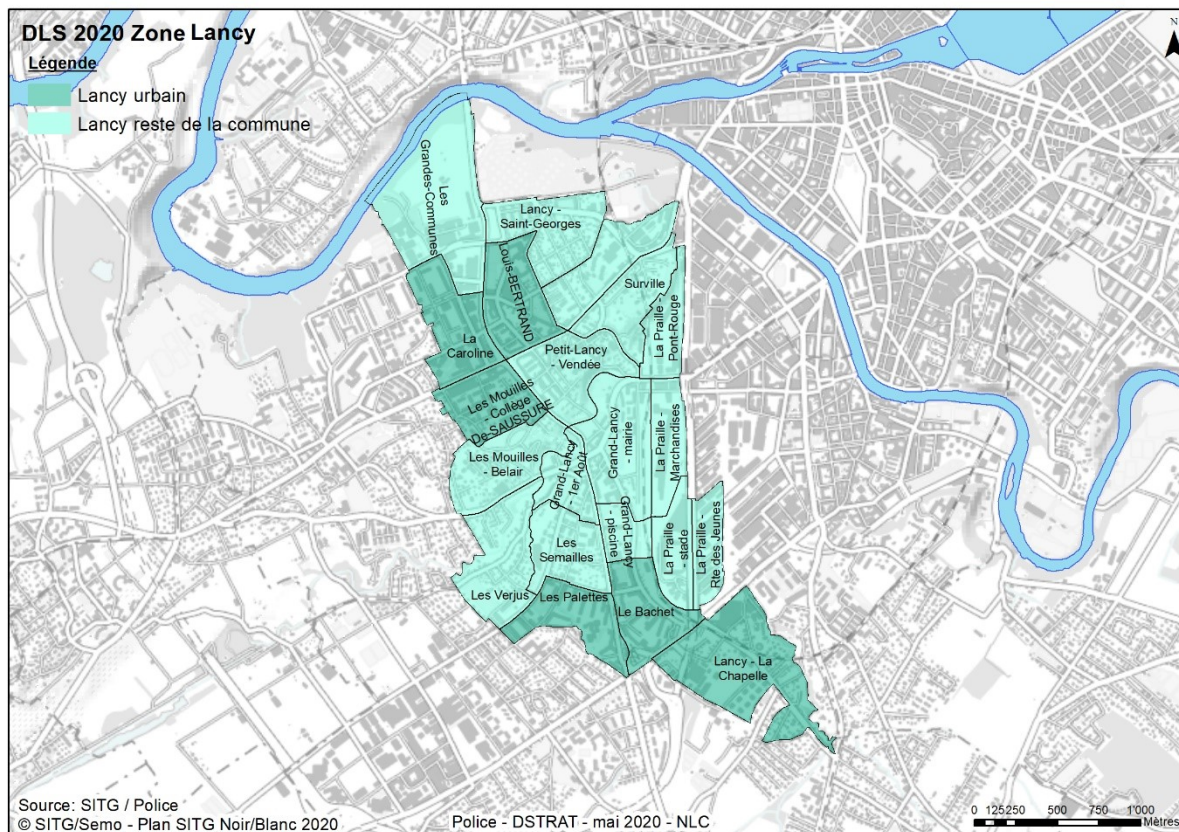 DLS 2020 Zone Lancy
N
Légende
Lancy urbain
Lancy reste de la commune
Les
Grandes-Communes
Lancy -
Saint-Georges
Louis-BERTRAND
Surville
La Praille -
Pont-Rouge
La
Caroline
Petit-Lancy
- Vendée
Les Mouilles
- Collège
De-SAUSSURE
Grand-Lancy
- mairie
La Praille -
Marchandises
Les Mouilles
- Belair
Grand-Lancy
- 1er Août
Grand-Lancy
- piscine
La Praille
- stade
La Praille -
Rte des Jeunes
Les
Semailles
Les Verjus
Les Palettes
Le Bachet
Lancy - La
Chapelle
Source: SITG / Police
© SITG/Semo - Plan SITG Noir/Blanc 2020
Police - DSTRAT - mai 2020 - NLC
0 125250 500 750 1'000
Mètres